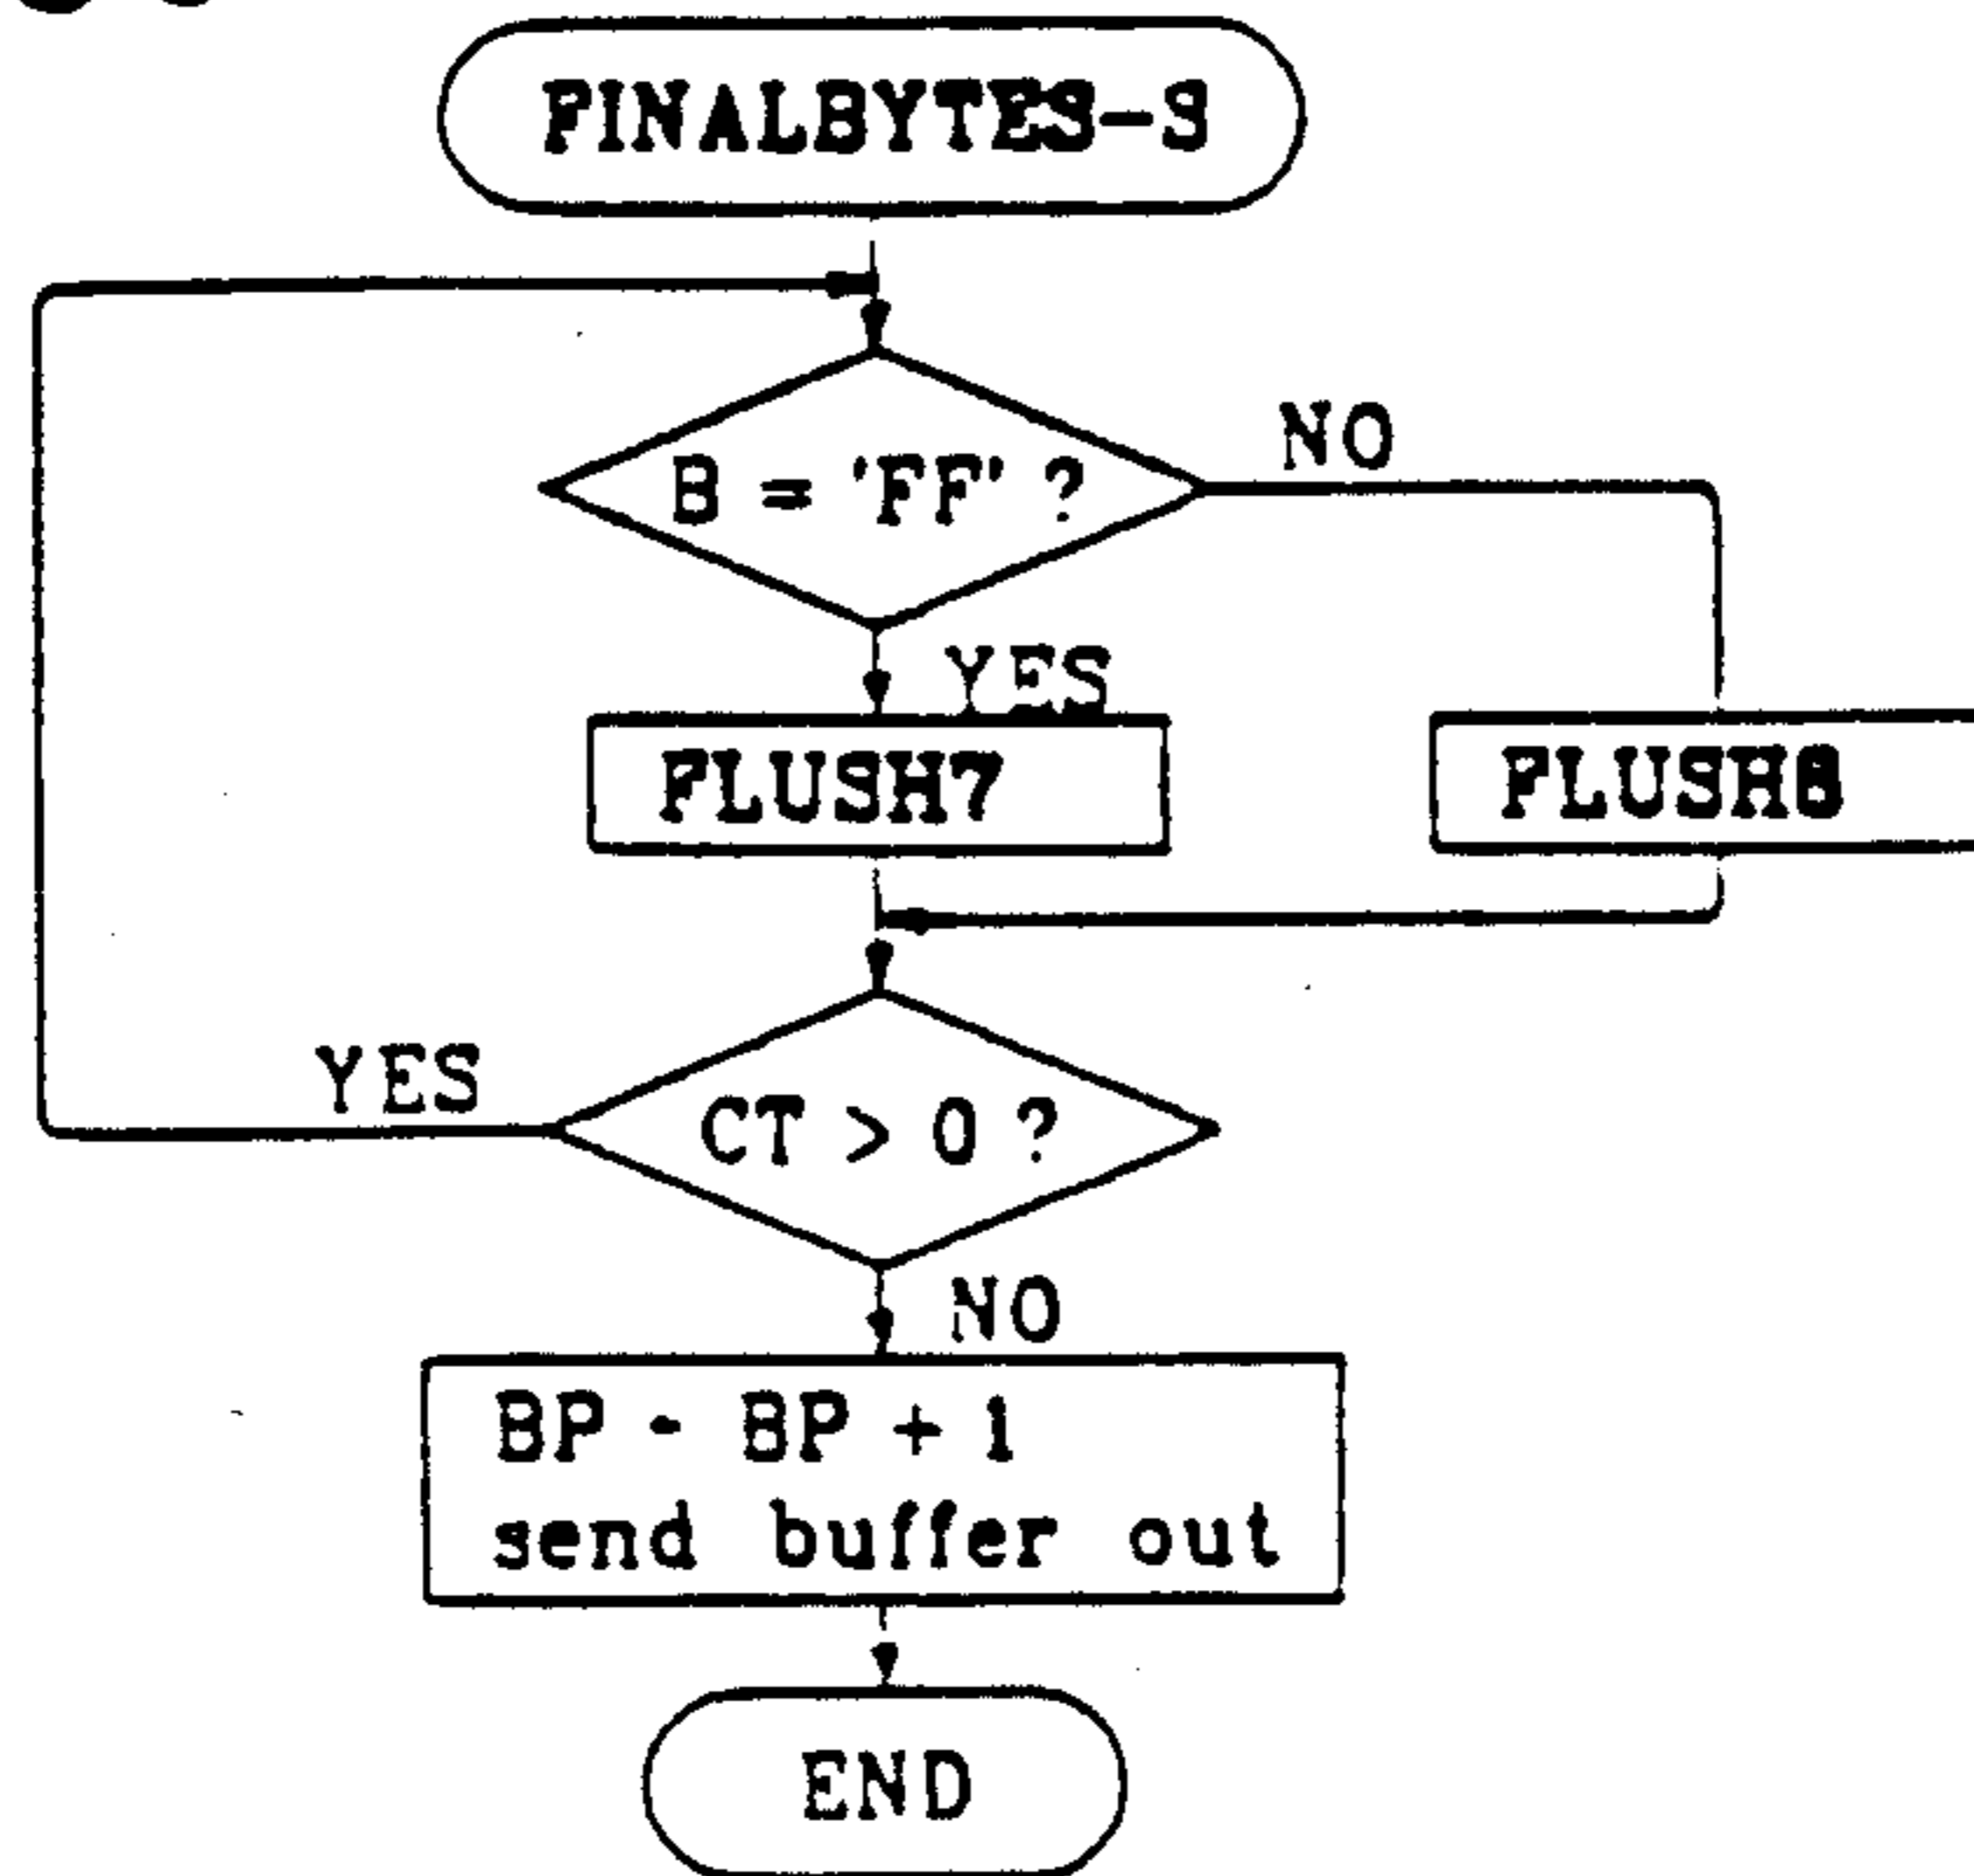 FINALBYTES-S
B = 'FF' ?
NO
YES
FLUSH7
FLUSH8
YES
CT > 0 ?
NO
BP - BP + 1
send buffer out
END